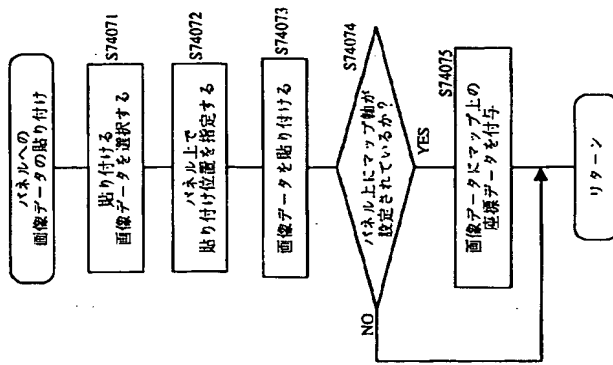 パネルへの
画像データの貼り付け
S74071
貼り付ける
画像データを選択する
S74072
パネル上で
貼り付け位置を指定する
S74073
画像データを貼り付ける
S74074
パネル上にマップ軸が
設定されているか?
NO
YES
S74075
画像データにマップ上の
座標データを付与
リターン